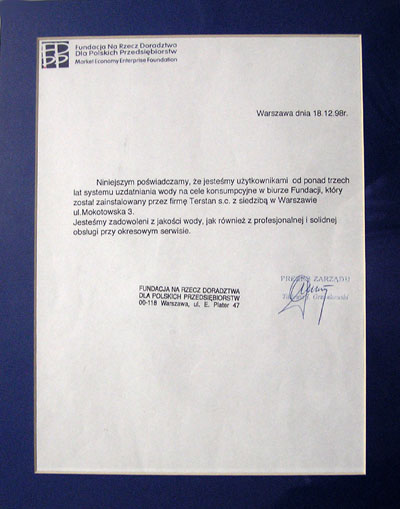 FDPP
Fundacja Na Rzecz Doradztwa
Dla Polskich Przedsiębiorstw
Market Economy Enterprise Foundation
Warszawa dnia 18.12.98r.
Niniejszym poświadczamy, że jesteśmy użytkownikami od ponad trzech
lat systemu uzdatniania wody na cele konsumpcyjne w biurze Fundacji, który
został zainstalowany przez firmę Terstan s.c. z siedzibą w Warszawie
ul.Mokotowska 3.
Jesteśmy zadowoleni z jakości wody, jak również z profesjonalnej i solidnej
obsługi przy okresowym serwisie.
FUNDACJA NA RZECZ DORADZTWA
DLA POLSKICH PRZEDSIĘBIORSTW
00-118 Warszawa, ul. E. Plater 47
PREZES ZARZĄDU